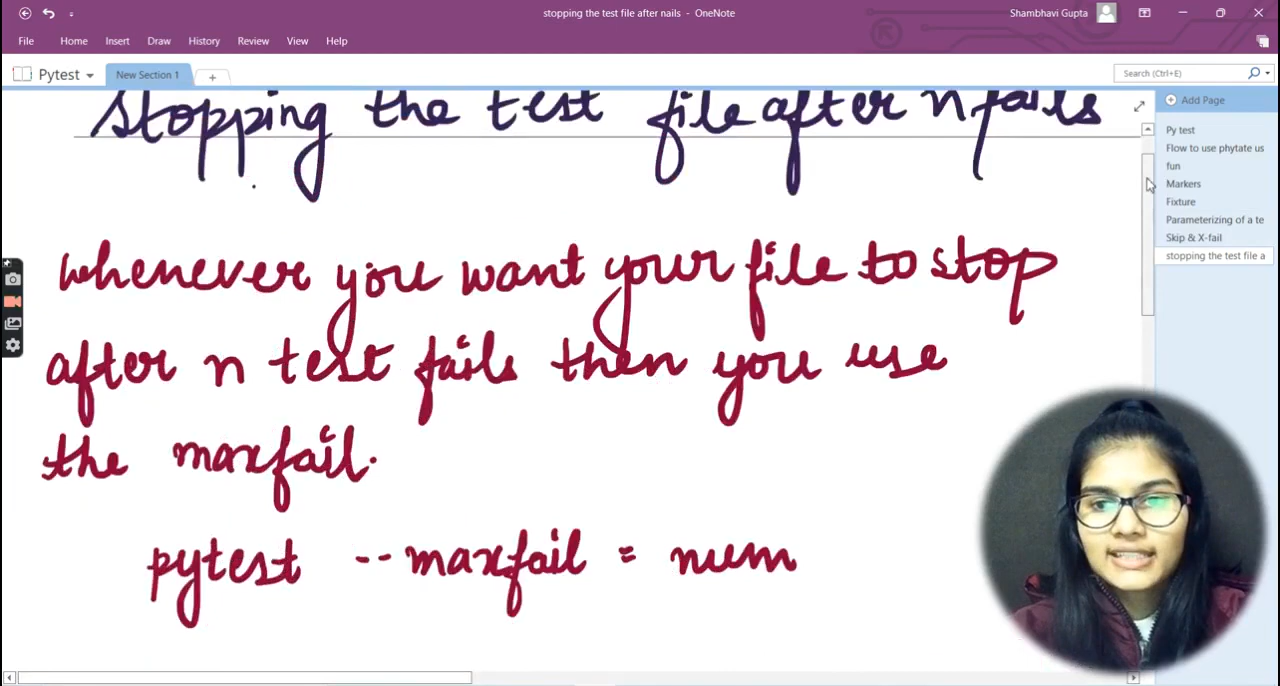 stopping the test file after nails - OneNote
Shambhavi Gupta
File Home Insert Draw History Review View Help
Pytest New Section 1 +
Search (Ctrl+E)
Add Page
Py test
Flow to use phytate us
fun
Markers
Fixture
Parameterizing of a te
Skip & X-fail
stopping the test file a
Stopping the test file after n fails
whenever you want your file to stop
after n test fails then you use
the maxfail.
pytest --maxfail = num